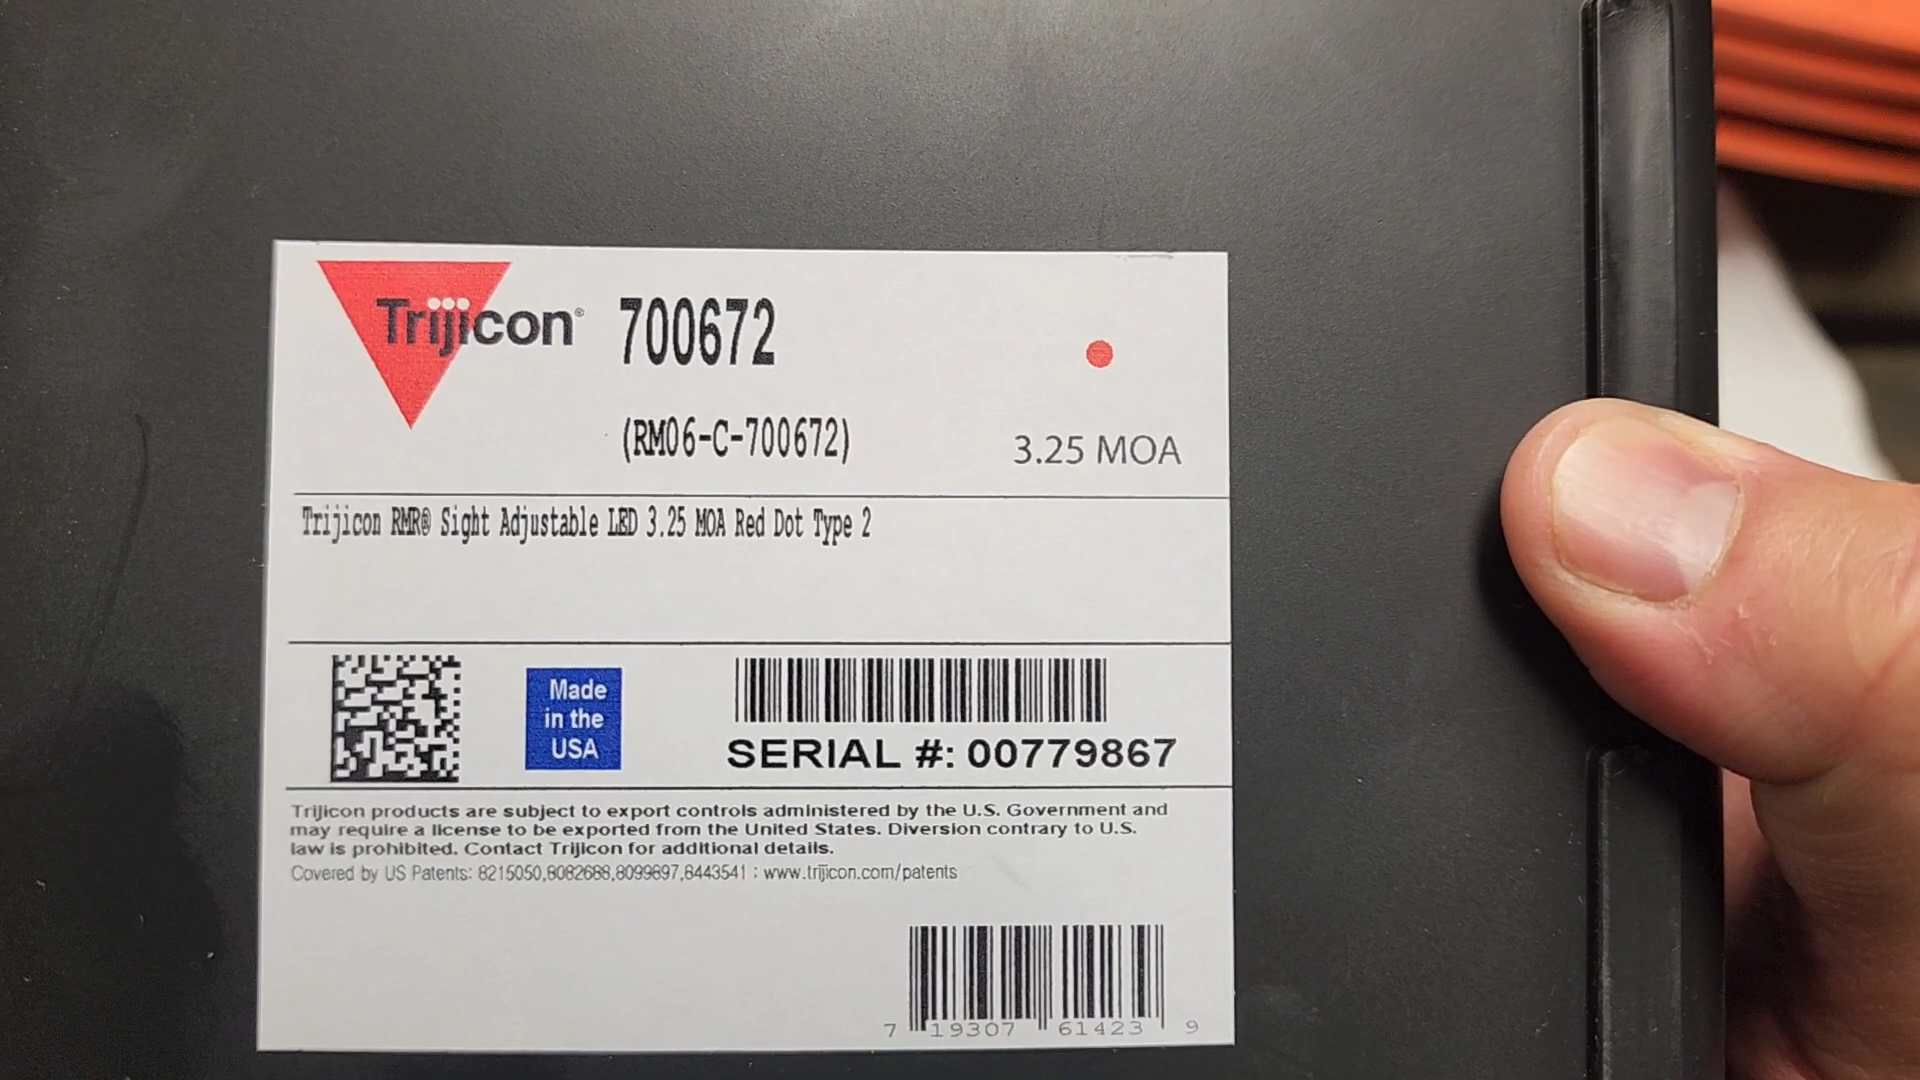 Trijicon® 700672
(RM06-C-700672)
3.25 MOA
Trijicon RMR® Sight Adjustable LED 3.25 MOA Red Dot Type 2
Made
in the
USA
SERIAL #: 00779867
Trijicon products are subject to export controls administered by the U.S. Government and
may require a license to be exported from the United States. Diversion contrary to U.S.
law is prohibited. Contact Trijicon for additional details.
Covered by US Patents: 8215050,8082688,8099897,8443541 : www.trijicon.com/patents
7 19307 61423 9